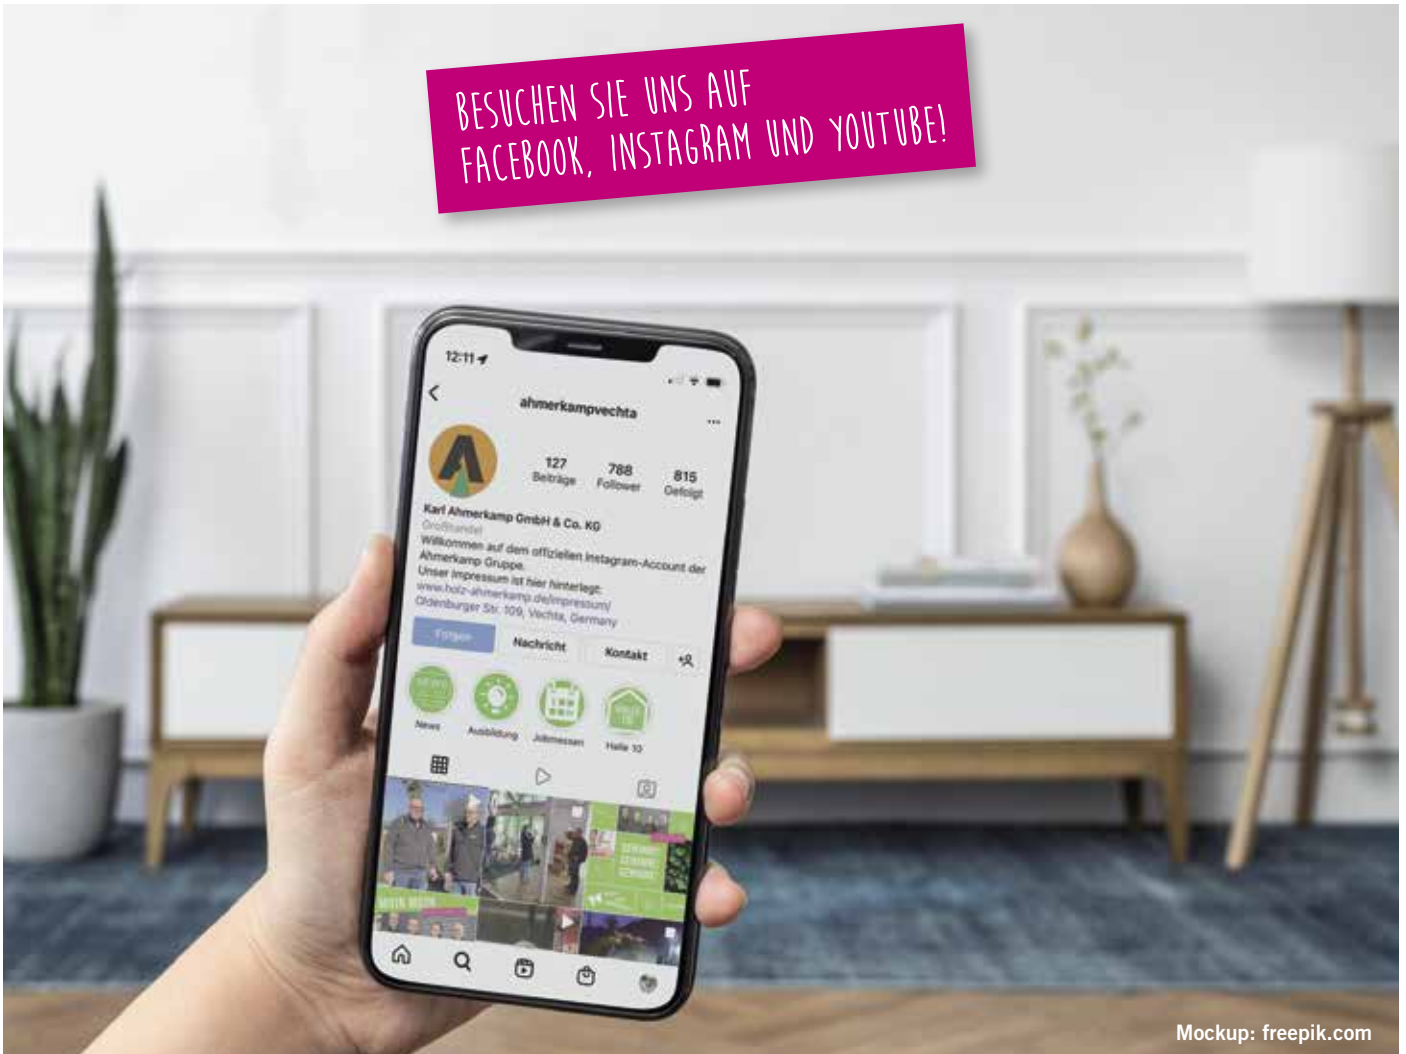 BESUCHEN SIE UNS AUF
FACEBOOK, INSTAGRAM UND YOUTUBE!
12:11
ahmerkampvechta
127
Beiträge
788
Follower
815
Gefolgt
Karl Ahmerkamp GmbH & Co. KG
Großhandel
Willkommen auf dem offiziellen Instagram-Account der
Ahmerkamp Gruppe.
Unser Impressum ist hier hinterlegt:
www.holz-ahmerkamp.de/impressum/
Oldenburger Str. 109, Vechta, Germany
Folgen
Nachricht
Kontakt
NEWS
News
Ausbildung
Jobmessen
Halle 10
Mockup: freepik.com